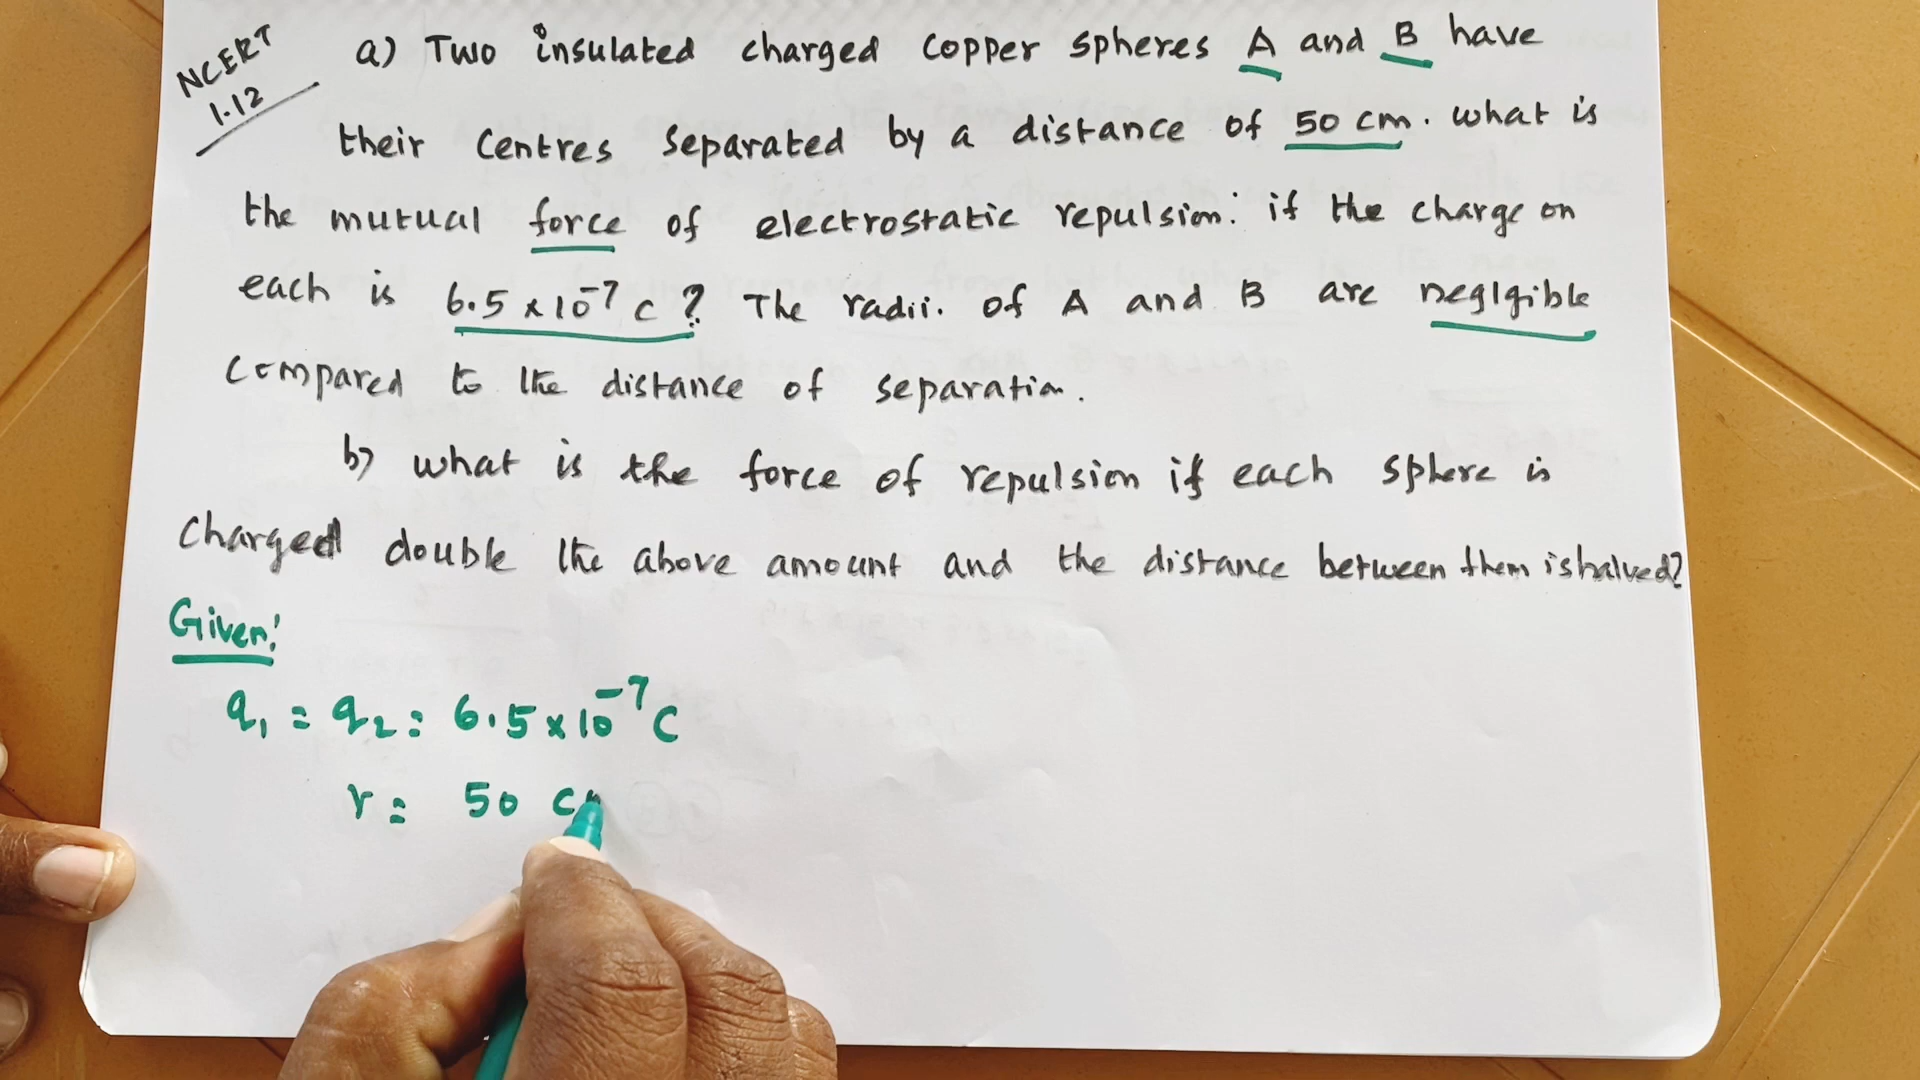 NCERT
1.12
a) Two insulated charged copper spheres A and B have
their centres separated by a distance of 50 cm. what is
the mutual force of electrostatic repulsion: if the charge on
each is 6.5 x 10⁻⁷ c ? The radii. of A and B are neglgible
compared to the distance of separation.
b) what is the force of repulsion if each sphere is
charged double the above amount and the distance between them is halved?
Given:
q₁ = q₂ = 6.5 x 10⁻⁷ C
r = 50